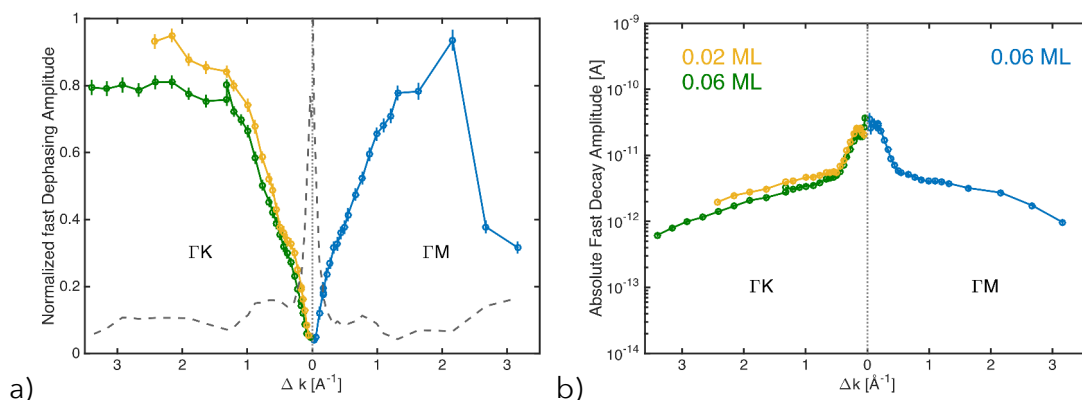 Normalized fast Dephasing Amplitude
1
0.8
0.6
0.4
0.2
0
ΓK
ΓM
3
2
1
0
1
2
3
Δ k [A⁻¹]
a)
Absolute Fast Decay Amplitude [A]
10⁻⁹
10⁻¹⁰
10⁻¹¹
10⁻¹²
10⁻¹³
10⁻¹⁴
0.02 ML
0.06 ML
0.06 ML
ΓK
ΓM
3
2
1
0
1
2
3
Δk [Å⁻¹]
b)